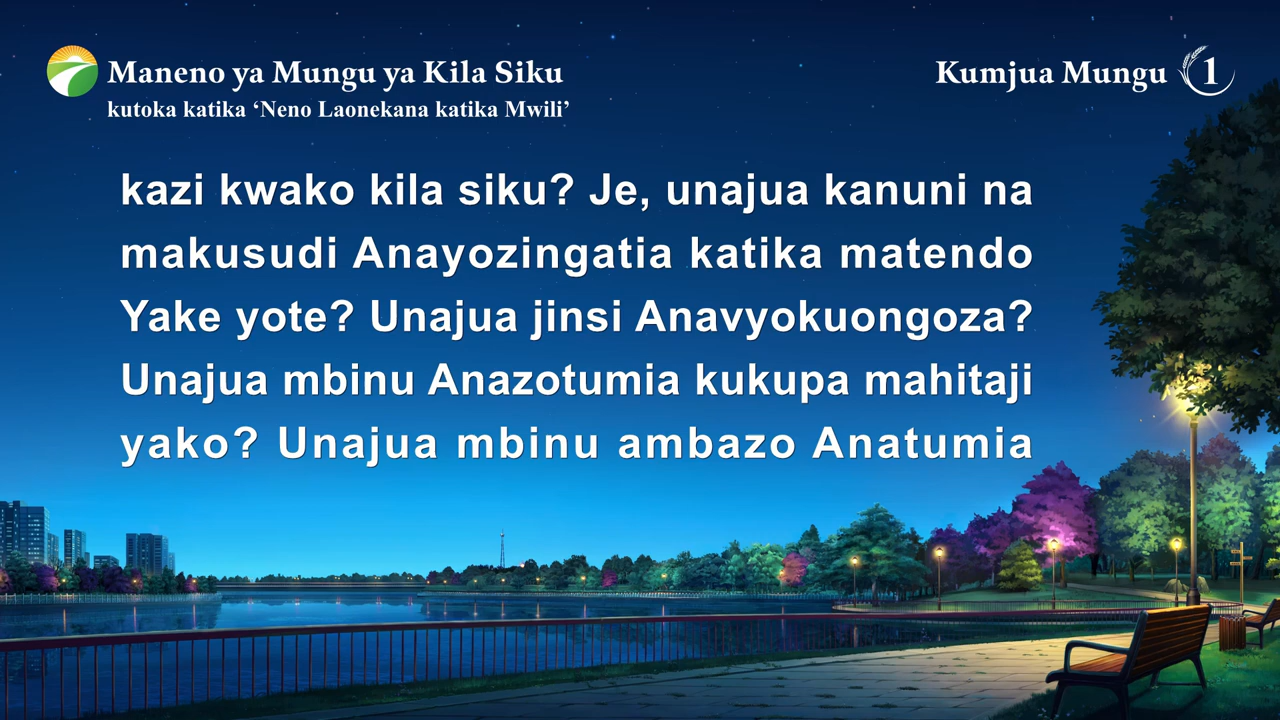 Maneno ya Mungu ya Kila Siku
kutoka katika ‘Neno Laonekana katika Mwili’
Kumjua Mungu 1
kazi kwako kila siku? Je, unajua kanuni na
makusudi Anayozingatia katika matendo
Yake yote? Unajua jinsi Anavyokuongoza?
Unajua mbinu Anazotumia kukupa mahitaji
yako? Unajua mbinu ambazo Anatumia